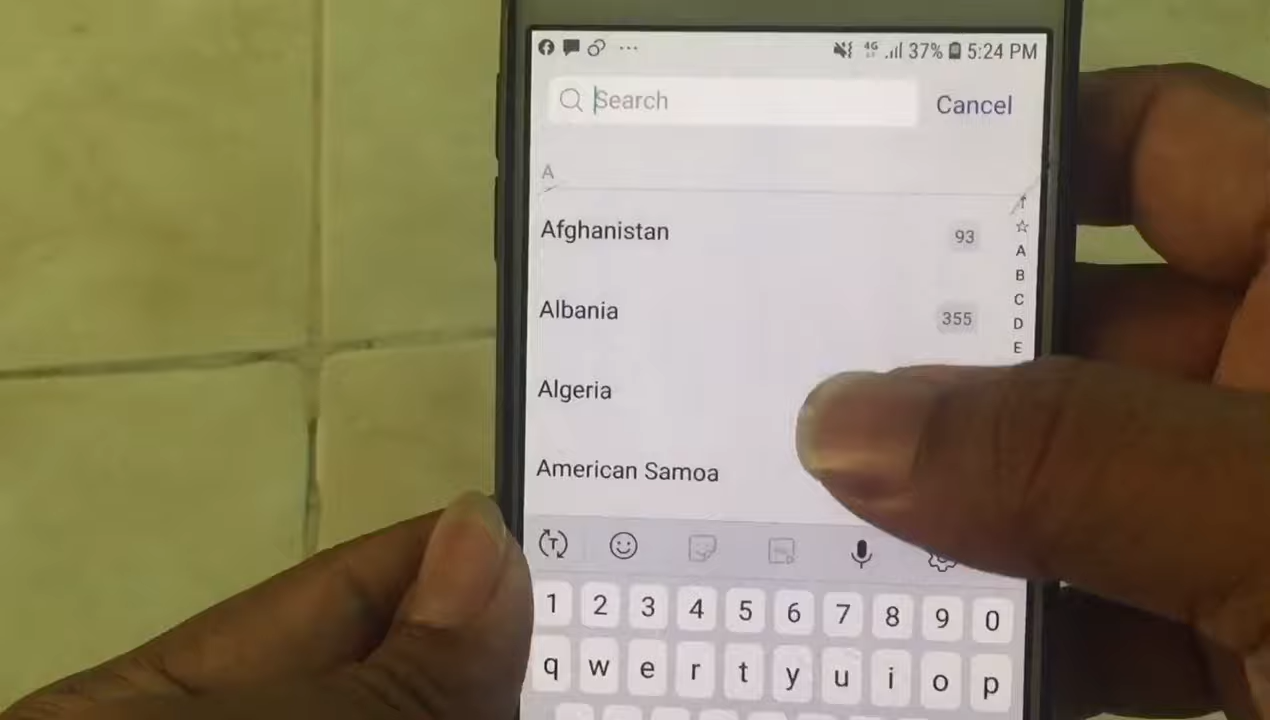 4G 37% 5:24 PM
Search Cancel
A
Afghanistan 93
Albania 355
Algeria
American Samoa
A
B
C
D
E
T
1 2 3 4 5 6 7 8 9 0
q w e r t y u i o p